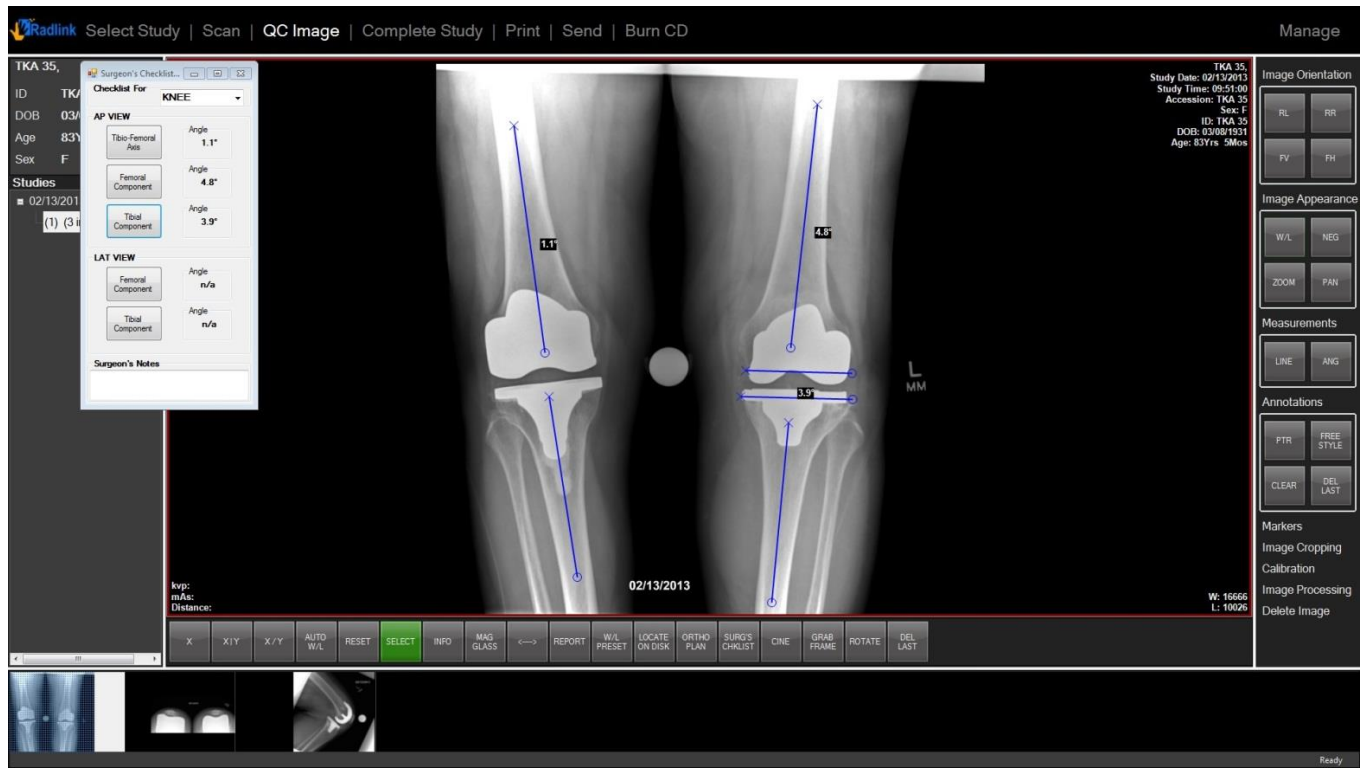 Radlink Select Study | Scan | QC Image | Complete Study | Print | Send | Burn CD Manage
TKA 35,
ID TKA
DOB 03/
Age 83Y
Sex F
Studies
02/13/201
(1) (3 i
Surgeon's Checklist...
Checklist For
KNEE
AP VIEW
Tibio-Femoral
Axis
Angle
1.1°
Femoral
Component
Angle
4.8°
Tibial
Component
Angle
3.9°
LAT VIEW
Femoral
Component
Angle
n/a
Tibial
Component
Angle
n/a
Surgeon's Notes
TKA 35,
Study Date: 02/13/2013
Study Time: 09:51:00
Accession: TKA 35
Sex: F
ID: TKA 35
DOB: 03/08/1931
Age: 83Yrs 5Mos
1.1°
4.8°
3.9°
L
MM
02/13/2013
kvp:
mAs:
Distance:
W: 16666
L: 10026
Image Orientation
RL RR
FV FH
Image Appearance
W/L NEG
ZOOM PAN
Measurements
LINE ANG
Annotations
PTR FREE STYLE
CLEAR DEL LAST
Markers
Image Cropping
Calibration
Image Processing
Delete Image
X X|Y X/Y AUTO W/L RESET SELECT INFO MAG GLASS <---> REPORT W/L PRESET LOCATE ON DISK ORTHO PLAN SURG'S CHKLIST CINE GRAB FRAME ROTATE DEL LAST
Ready